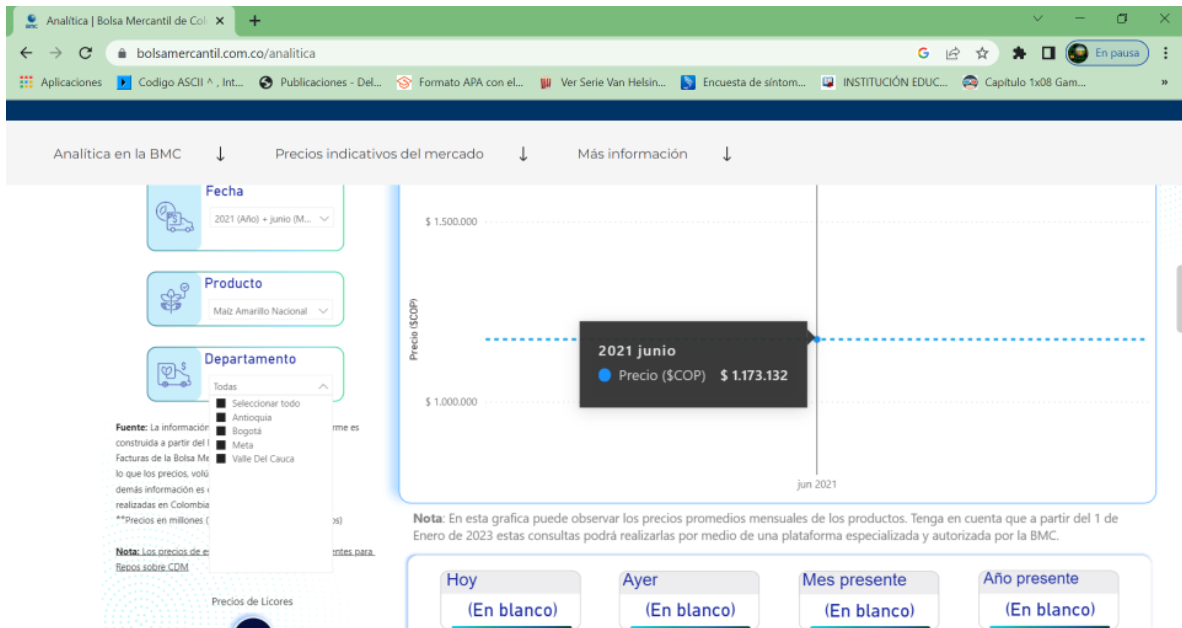 Analítica | Bolsa Mercantil de Col
bolsamercantil.com.co/analitica
En pausa
Aplicaciones
Codigo ASCII ^ , Int...
Publicaciones - Del...
Formato APA con el...
Ver Serie Van Helsin...
Encuesta de síntom...
INSTITUCIÓN EDUC...
Capítulo 1x08 Gam...
»
Analítica en la BMC ↓
Precios indicativos del mercado ↓
Más información ↓
Fecha
2021 (Año) + junio (M...
Producto
Maíz Amarillo Nacional
Departamento
Todas
Seleccionar todo
Antioquia
Bogotá
Meta
Valle Del Cauca
Fuente: La información rme es
construida a partir del
Facturas de la Bolsa Me
lo que los precios, volú
demás información es
realizadas en Colombia
**Precios en millones ( os)
Nota: Los precios de es entes para
Repos sobre CDM
Precios de Licores
$ 1.500.000
Precio ($COP)
2021 junio
Precio ($COP) $ 1.173.132
$ 1.000.000
jun 2021
Nota: En esta grafica puede observar los precios promedios mensuales de los productos. Tenga en cuenta que a partir del 1 de
Enero de 2023 estas consultas podrá realizarlas por medio de una plataforma especializada y autorizada por la BMC.
Hoy
(En blanco)
Ayer
(En blanco)
Mes presente
(En blanco)
Año presente
(En blanco)